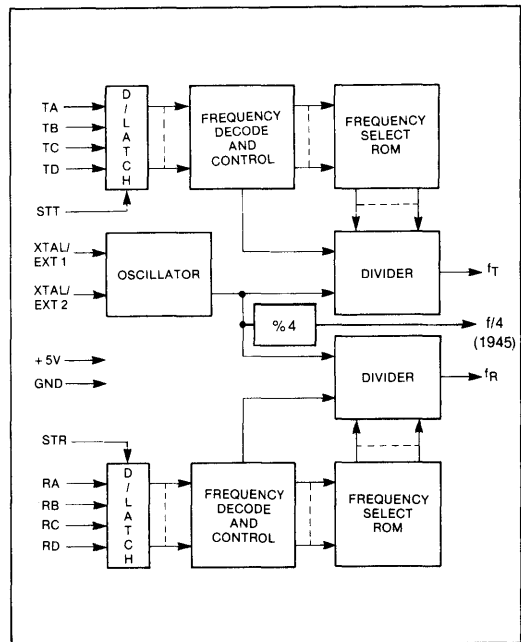 TA
TB
TC
TD
STT
D/LATCH
FREQUENCY
DECODE
AND
CONTROL
FREQUENCY
SELECT
ROM
XTAL/
EXT 1
XTAL/
EXT 2
OSCILLATOR
DIVIDER
fT
%4
f/4
(1945)
+5V
GND
DIVIDER
fR
STR
RA
RB
RC
RD
D/LATCH
FREQUENCY
DECODE
AND
CONTROL
FREQUENCY
SELECT
ROM